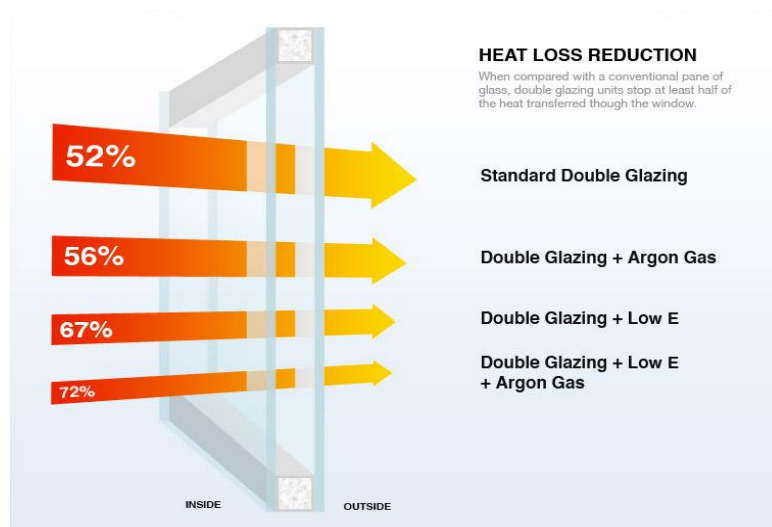 HEAT LOSS REDUCTION
When compared with a conventional pane of
glass, double glazing units stop at least half of
the heat transferred though the window.
52%
Standard Double Glazing
56%
Double Glazing + Argon Gas
67%
Double Glazing + Low E
72%
Double Glazing + Low E
+ Argon Gas
INSIDE
OUTSIDE